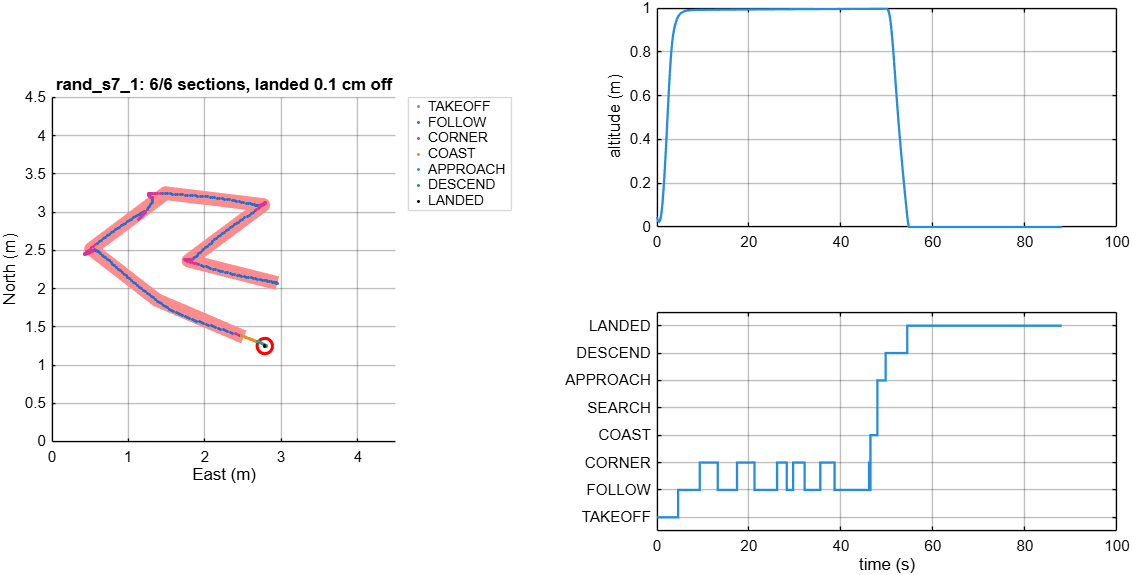 rand_s7_1: 6/6 sections, landed 0.1 cm off
4.5
4
3.5
3
2.5
2
1.5
1
0.5
0
North (m)
0
1
2
3
4
East (m)
TAKEOFF
FOLLOW
CORNER
COAST
APPROACH
DESCEND
LANDED
1
0.8
0.6
0.4
0.2
0
altitude (m)
0
20
40
60
80
100
LANDED
DESCEND
APPROACH
SEARCH
COAST
CORNER
FOLLOW
TAKEOFF
0
20
40
60
80
100
time (s)